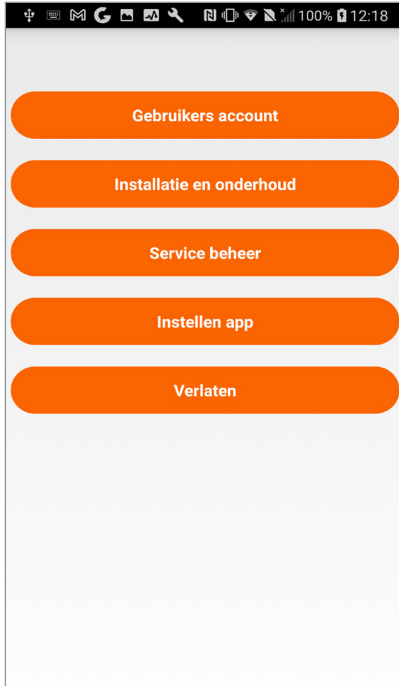 100% 12:18
Gebruikers account
Installatie en onderhoud
Service beheer
Instellen app
Verlaten